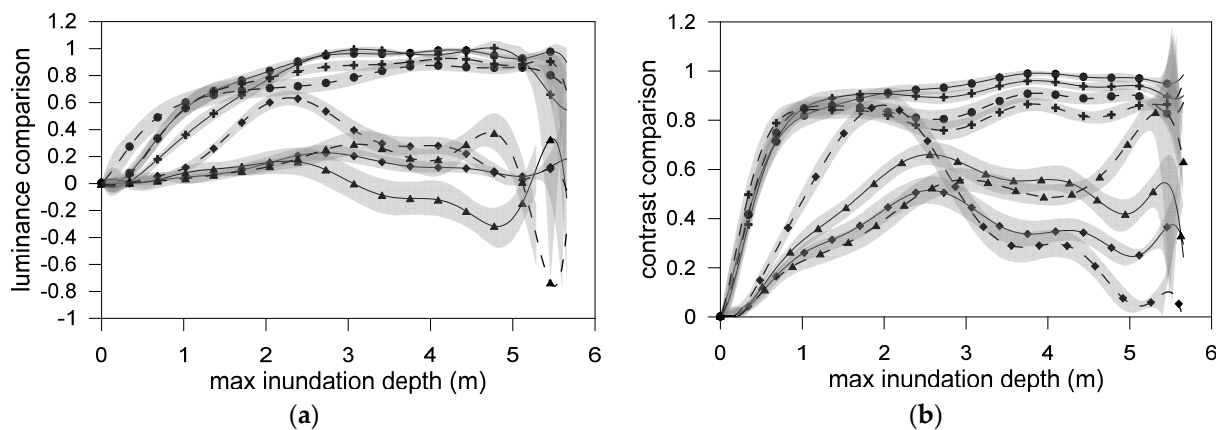 1.2
1
0.8
0.6
0.4
0.2
0
-0.2
-0.4
-0.6
-0.8
-1
luminance comparison
0 1 2 3 4 5 6
max inundation depth (m)
(a)
1.2
1
0.8
0.6
0.4
0.2
0
contrast comparison
0 1 2 3 4 5 6
max inundation depth (m)
(b)